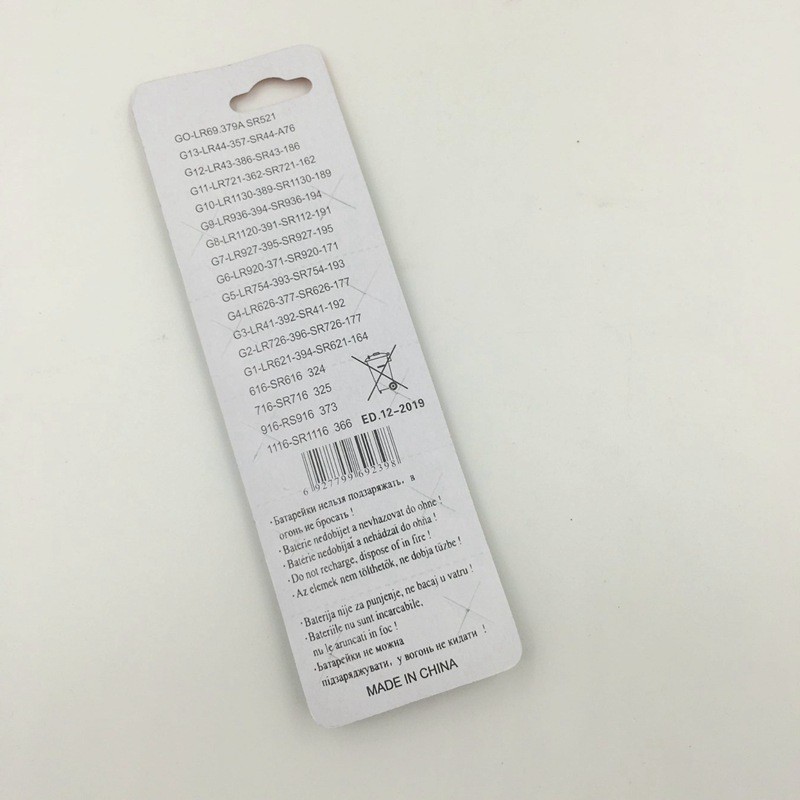 GO-LR69.379A SR521
G13-LR44-357-SR44-A76
G12-LR43-386-SR43-186
G11-LR721-362-SR721-162
G10-LR1130-389-SR1130-189
G9-LR936-394-SR936-194
G8-LR1120-391-SR112-191
G7-LR927-395-SR927-195
G6-LR920-371-SR920-171
G5-LR754-393-SR754-193
G4-LR626-377-SR626-177
G3-LR41-392-SR41-192
G2-LR726-396-SR726-177
G1-LR621-394-SR621-164
616-SR616 324
716-SR716 325
916-RS916 373
1116-SR1116 366 ED.12-2019
6 927799 692398
·Батарейки нельзя подзаряжать, в
огонь не бросать!
·Batérie nedobíjet a nevhazovat do ohne!
·Batérie nedobíjať a nehádzaí do ohňa!
·Do not recharge, dispose of in fire!
·Az elemek nem tölthetök, ne dobja tüzbe!
·Baterija nije za punjenje, ne bacaj u vatru!
·Bateriile nu sunt incarcabile,
nu le aruncati in foc!
·Батарейки не можна
підзаряджувати, у вогонь не кидати !
MADE IN CHINA